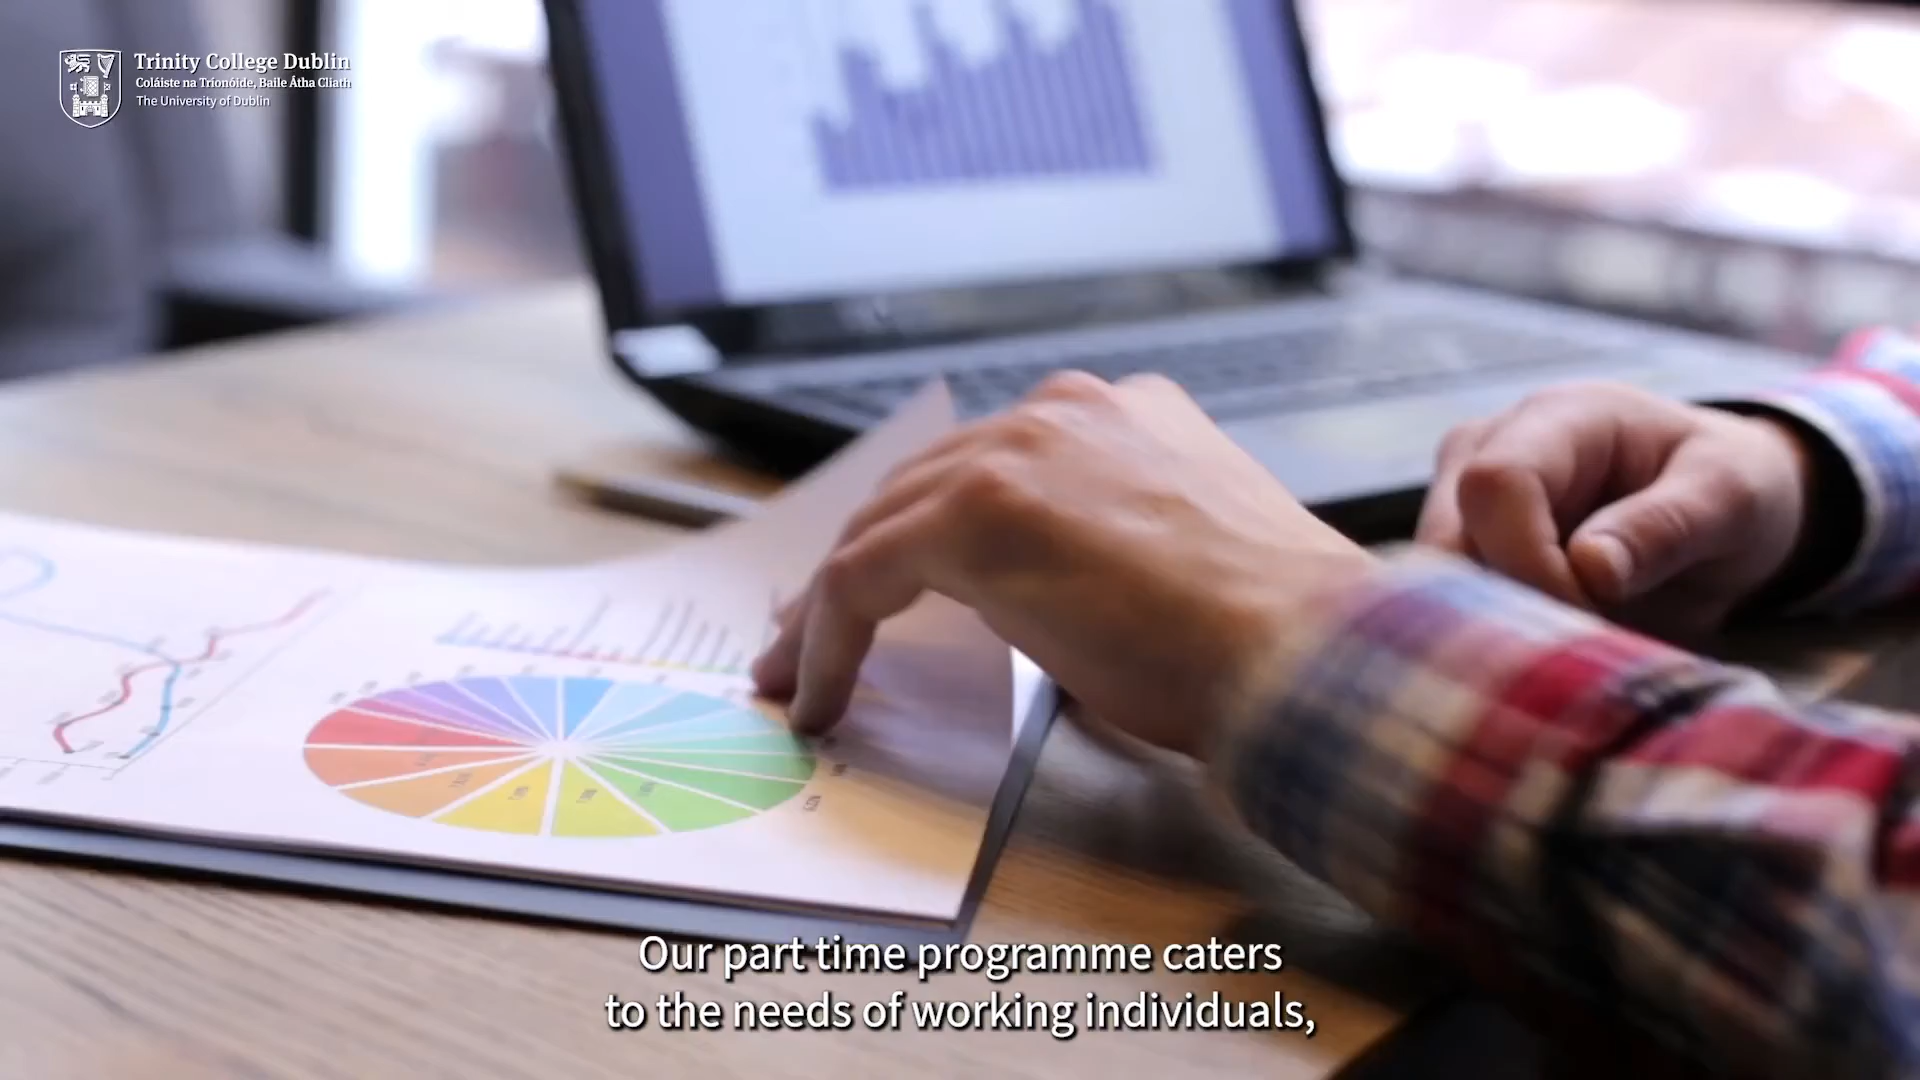 Trinity College Dublin
Coláiste na Tríonóide, Baile Átha Cliath
The University of Dublin
Our part time programme caters
to the needs of working individuals,